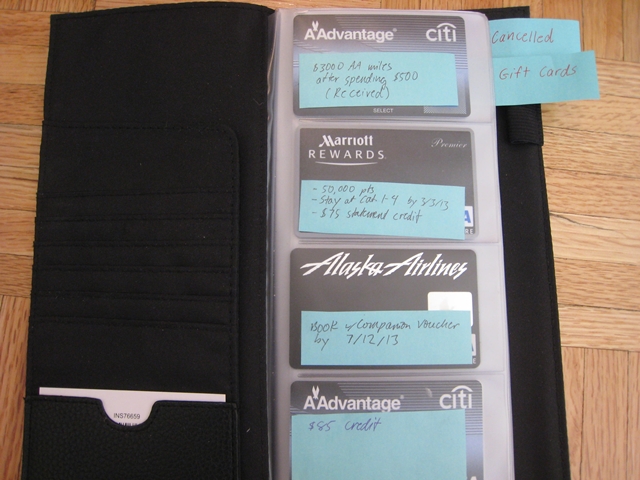 AAdvantage citi
63000 AA miles
after spending $500
(Received)
SELECT
Cancelled
Gift Cards
Marriott
REWARDS Premier
- 50,000 pts
- Stay at cat. 1-4 by 3/3/13
- $45 statement credit
Alaska Airlines
Book w/ Companion Voucher
by 7/12/13
AAdvantage citi
$85 credit
INS76659